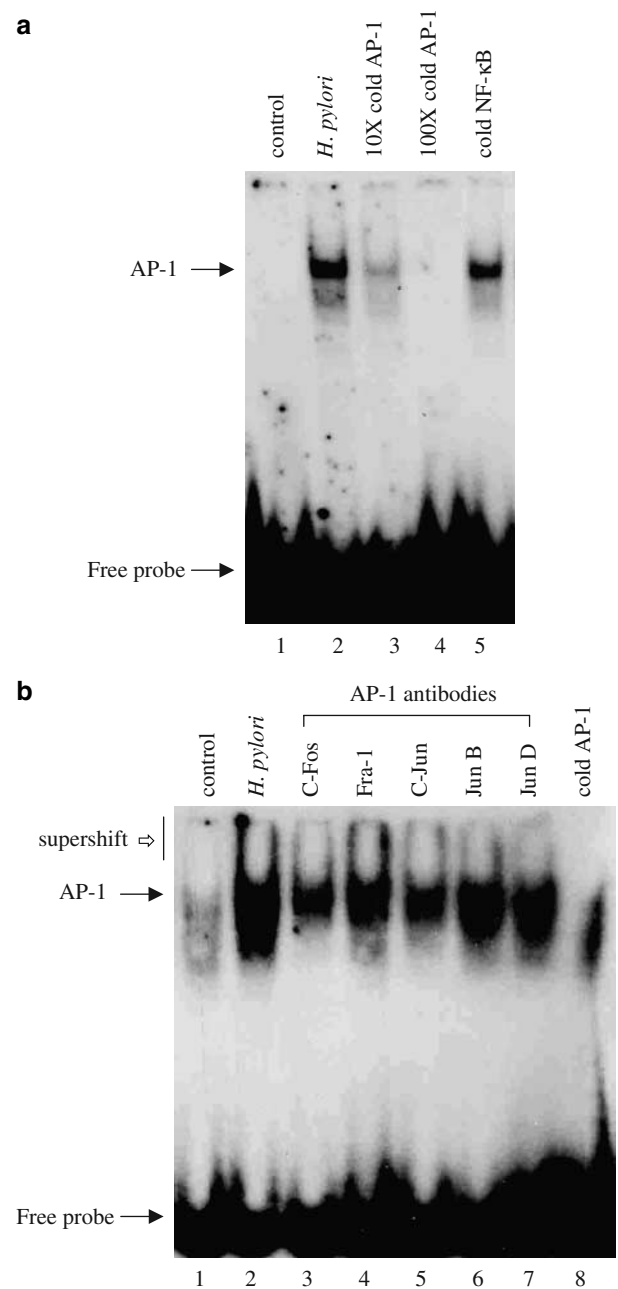 a
control
H. pylori
10X cold AP-1
100X cold AP-1
cold NF-κB
AP-1
Free probe
1 2 3 4 5
b
AP-1 antibodies
control
H. pylori
C-Fos
Fra-1
C-Jun
Jun B
Jun D
cold AP-1
supershift
AP-1
Free probe
1 2 3 4 5 6 7 8